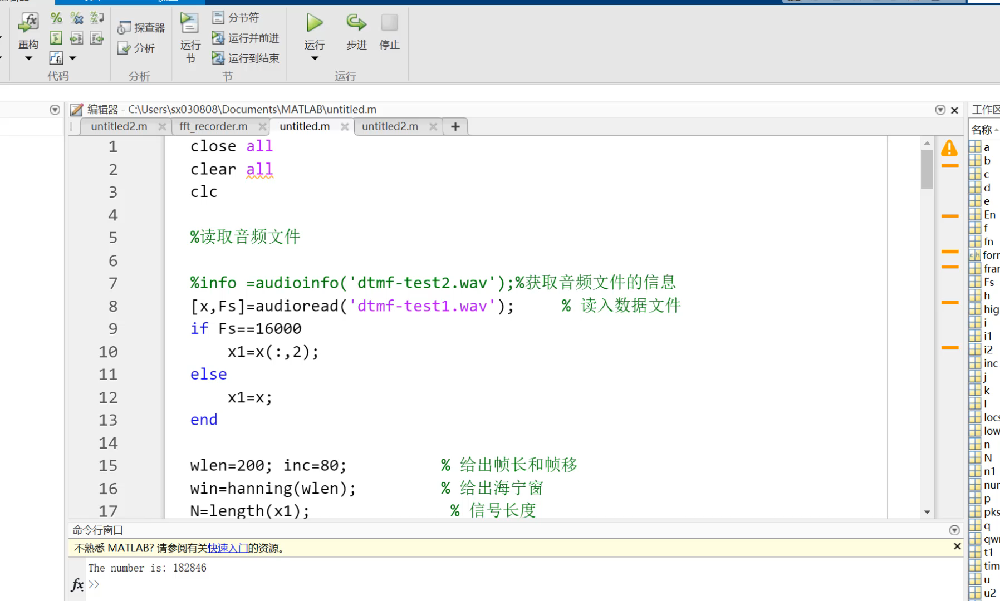 重构
代码
探查器
分析
分析
运行
节
分节符
运行并前进
运行到结束
节
运行
步进
停止
运行
编辑器 - C:\Users\sx030808\Documents\MATLAB\untitled.m
untitled2.m
fft_recorder.m
untitled.m
untitled2.m
+
1 close all
2 clear all
3 clc
4
5 %读取音频文件
6
7 %info =audioinfo('dtmf-test2.wav');%获取音频文件的信息
8 [x,Fs]=audioread('dtmf-test1.wav'); % 读入数据文件
9 if Fs==16000
10 x1=x(:,2);
11 else
12 x1=x;
13 end
14
15 wlen=200; inc=80; % 给出帧长和帧移
16 win=hanning(wlen); % 给出海宁窗
17 N=length(x1); % 信号长度
命令行窗口
不熟悉 MATLAB? 请参阅有关快速入门的资源。
The number is: 182846
fx >>
工作区
名称
a
b
c
d
e
En
f
fn
forr
frar
Fs
h
hig
i
i1
i2
inc
j
k
l
locs
low
n
N
n1
nur
p
pks
q
qwr
t1
tim
u
u2